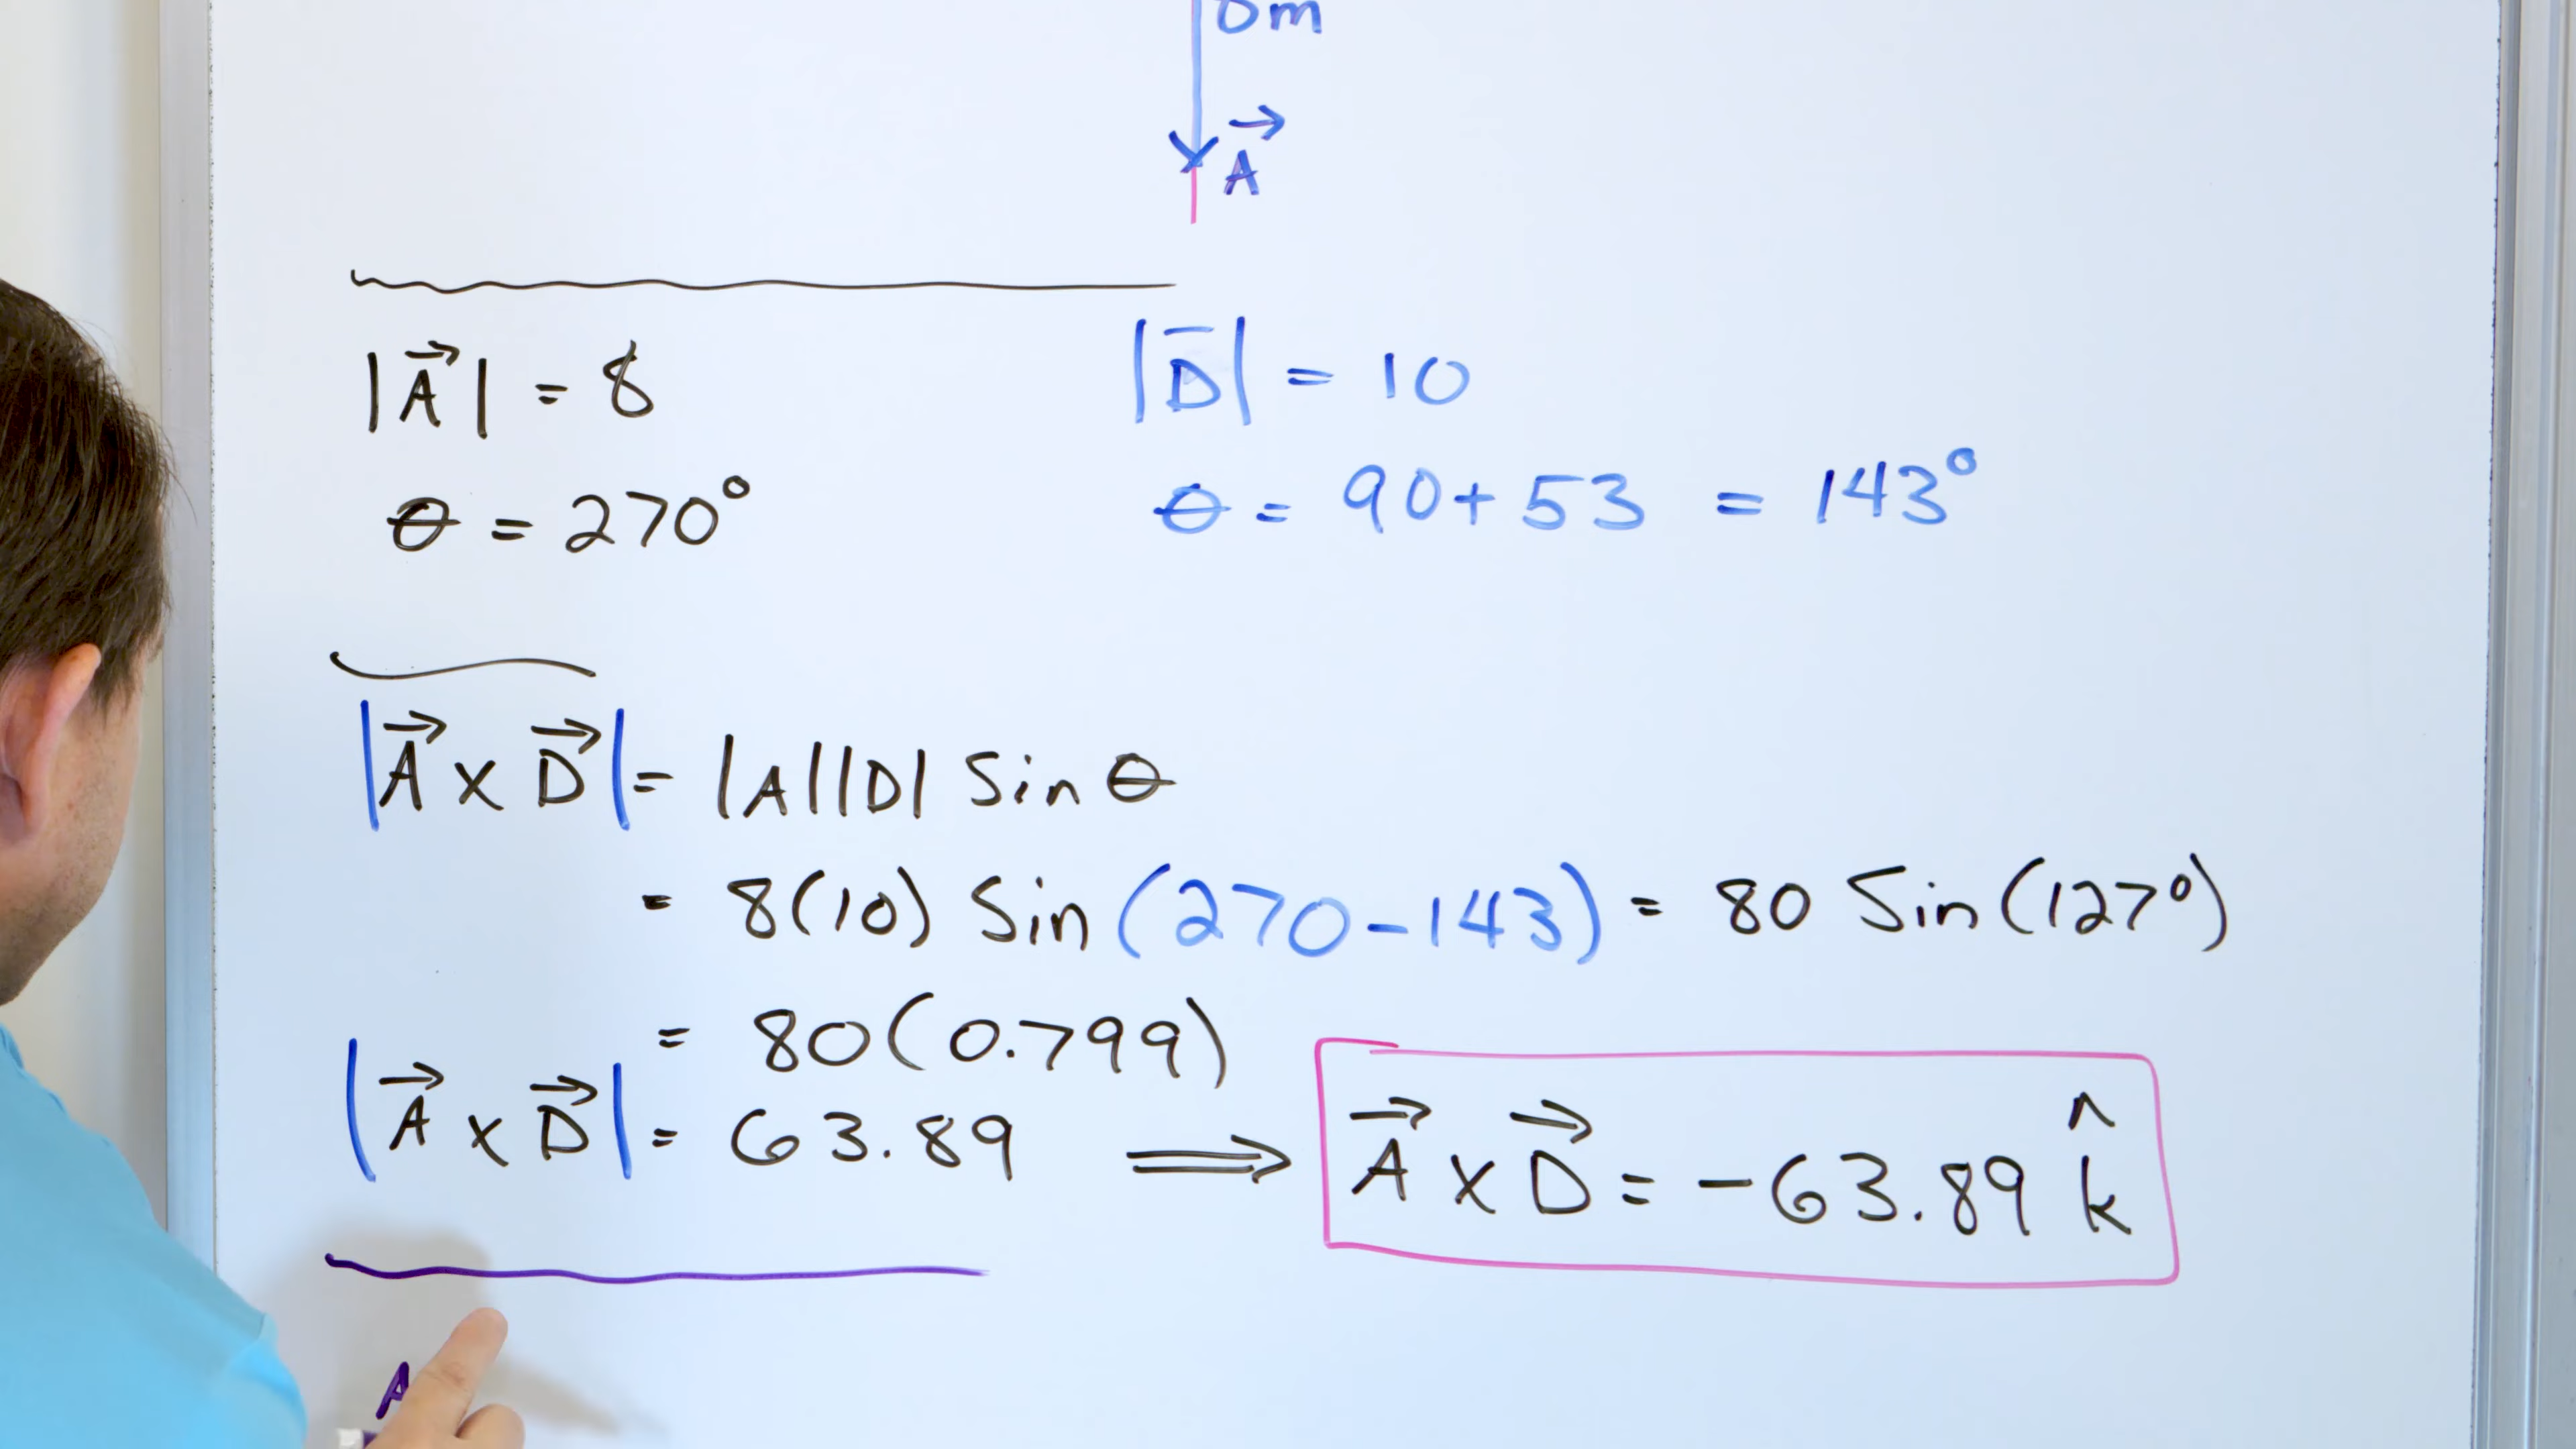 8m
A⃗
|A⃗| = 8
|D̄| = 10
θ = 270°
θ = 90+53 = 143°
|A⃗ x D⃗| = |A||D| Sin θ
= 8(10) Sin (270-143) = 80 Sin (127°)
= 80(0.799)
|A⃗ x D⃗| = 63.89 ⟹ A⃗ x D⃗ = -63.89 k̂
A